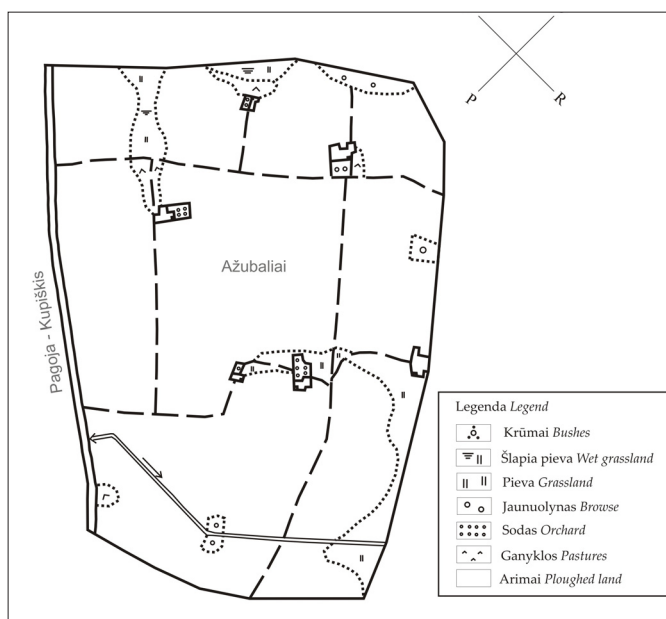 P
R
Ažubaliai
Pagoja - Kupiškis
Legenda Legend
Krūmai Bushes
Šlapia pieva Wet grassland
Pieva Grassland
Jaunuolynas Browse
Sodas Orchard
Ganyklos Pastures
Arimai Ploughed land